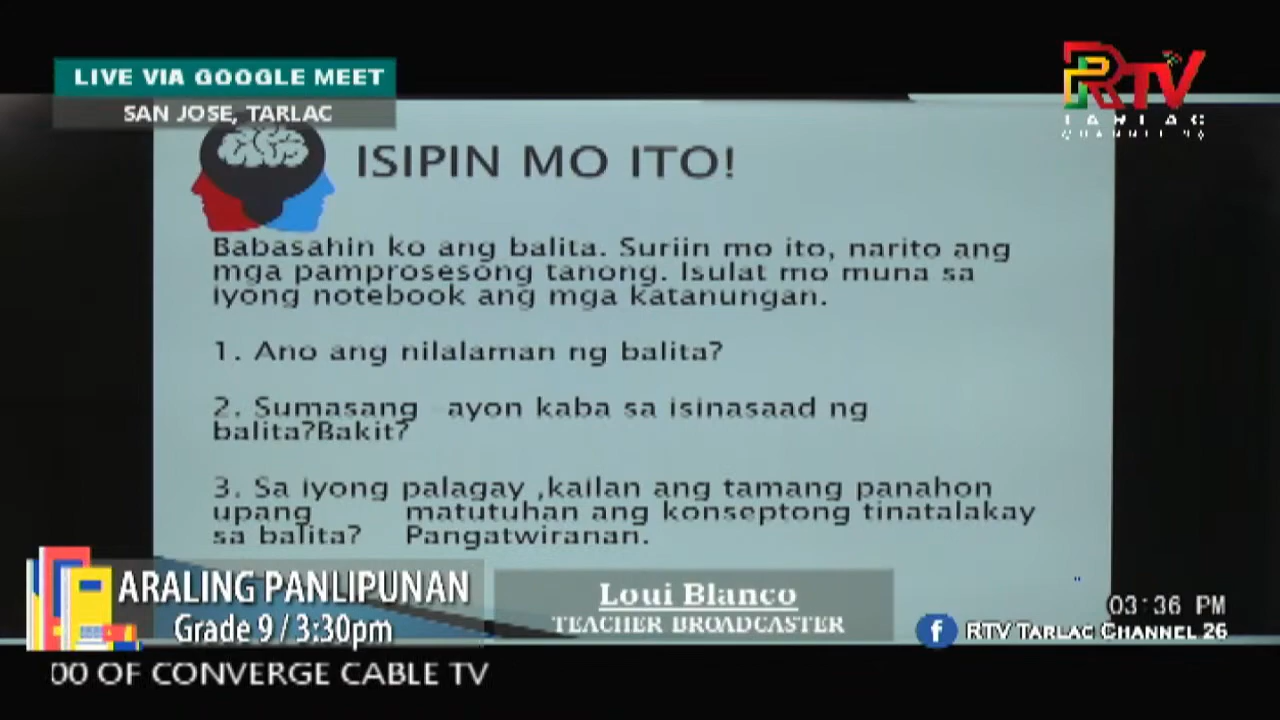 LIVE VIA GOOGLE MEET
SAN JOSE, TARLAC
RTV
TARLAC
CHANNEL 26
ISIPIN MO ITO!
Babasahin ko ang balita. Suriin mo ito, narito ang
mga pamprosesong tanong. Isulat mo muna sa
iyong notebook ang mga katanungan.
1. Ano ang nilalaman ng balita?
2. Sumasang ayon kaba sa isinasaad ng
balita?Bakit?
3. Sa iyong palagay ,kailan ang tamang panahon
upang matutuhan ang konseptong tinatalakay
sa balita? Pangatwiranan.
ARALING PANLIPUNAN
Grade 9 / 3:30pm
Loui Blanco
TEACHER BROADCASTER
03:36 PM
f RTV TARLAC CHANNEL 26
00 OF CONVERGE CABLE TV